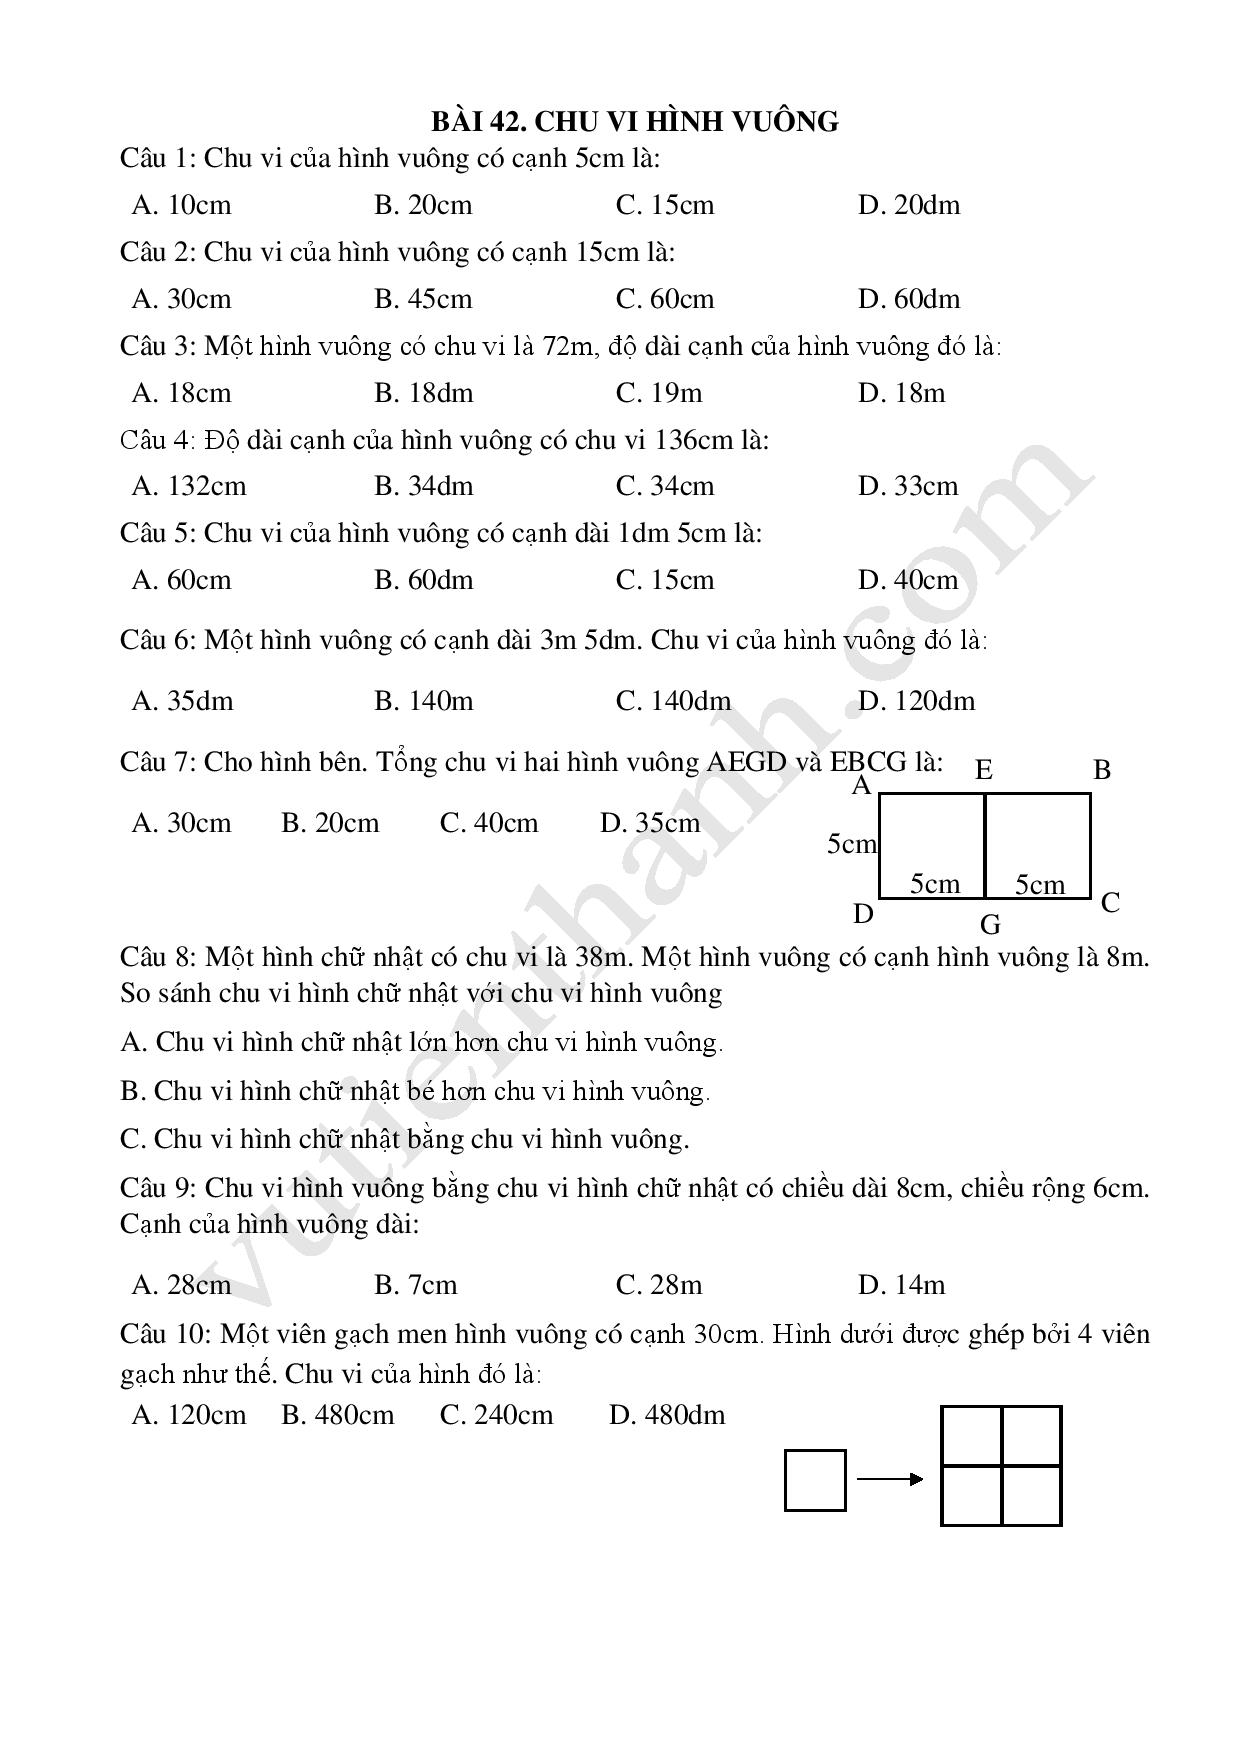 BÀI 42. CHU VI HÌNH VUÔNG
Câu 1: Chu vi của hình vuông có cạnh 5cm là:
A. 10cm B. 20cm C. 15cm D. 20dm
Câu 2: Chu vi của hình vuông có cạnh 15cm là:
A. 30cm B. 45cm C. 60cm D. 60dm
Câu 3: Một hình vuông có chu vi là 72m, độ dài cạnh của hình vuông đó là:
A. 18cm B. 18dm C. 19m D. 18m
Câu 4: Độ dài cạnh của hình vuông có chu vi 136cm là:
A. 132cm B. 34dm C. 34cm D. 33cm
Câu 5: Chu vi của hình vuông có cạnh dài 1dm 5cm là:
A. 60cm B. 60dm C. 15cm D. 40cm
Câu 6: Một hình vuông có cạnh dài 3m 5dm. Chu vi của hình vuông đó là:
A. 35dm B. 140m C. 140dm D. 120dm
Câu 7: Cho hình bên. Tổng chu vi hai hình vuông AEGD và EBCG là:
A E B
A. 30cm B. 20cm C. 40cm D. 35cm
5cm
5cm 5cm
D G C
Câu 8: Một hình chữ nhật có chu vi là 38m. Một hình vuông có cạnh hình vuông là 8m.
So sánh chu vi hình chữ nhật với chu vi hình vuông
A. Chu vi hình chữ nhật lớn hơn chu vi hình vuông.
B. Chu vi hình chữ nhật bé hơn chu vi hình vuông.
C. Chu vi hình chữ nhật bằng chu vi hình vuông.
Câu 9: Chu vi hình vuông bằng chu vi hình chữ nhật có chiều dài 8cm, chiều rộng 6cm.
Cạnh của hình vuông dài:
A. 28cm B. 7cm C. 28m D. 14m
Câu 10: Một viên gạch men hình vuông có cạnh 30cm. Hình dưới được ghép bởi 4 viên
gạch như thế. Chu vi của hình đó là:
A. 120cm B. 480cm C. 240cm D. 480dm
vutienthanh.com